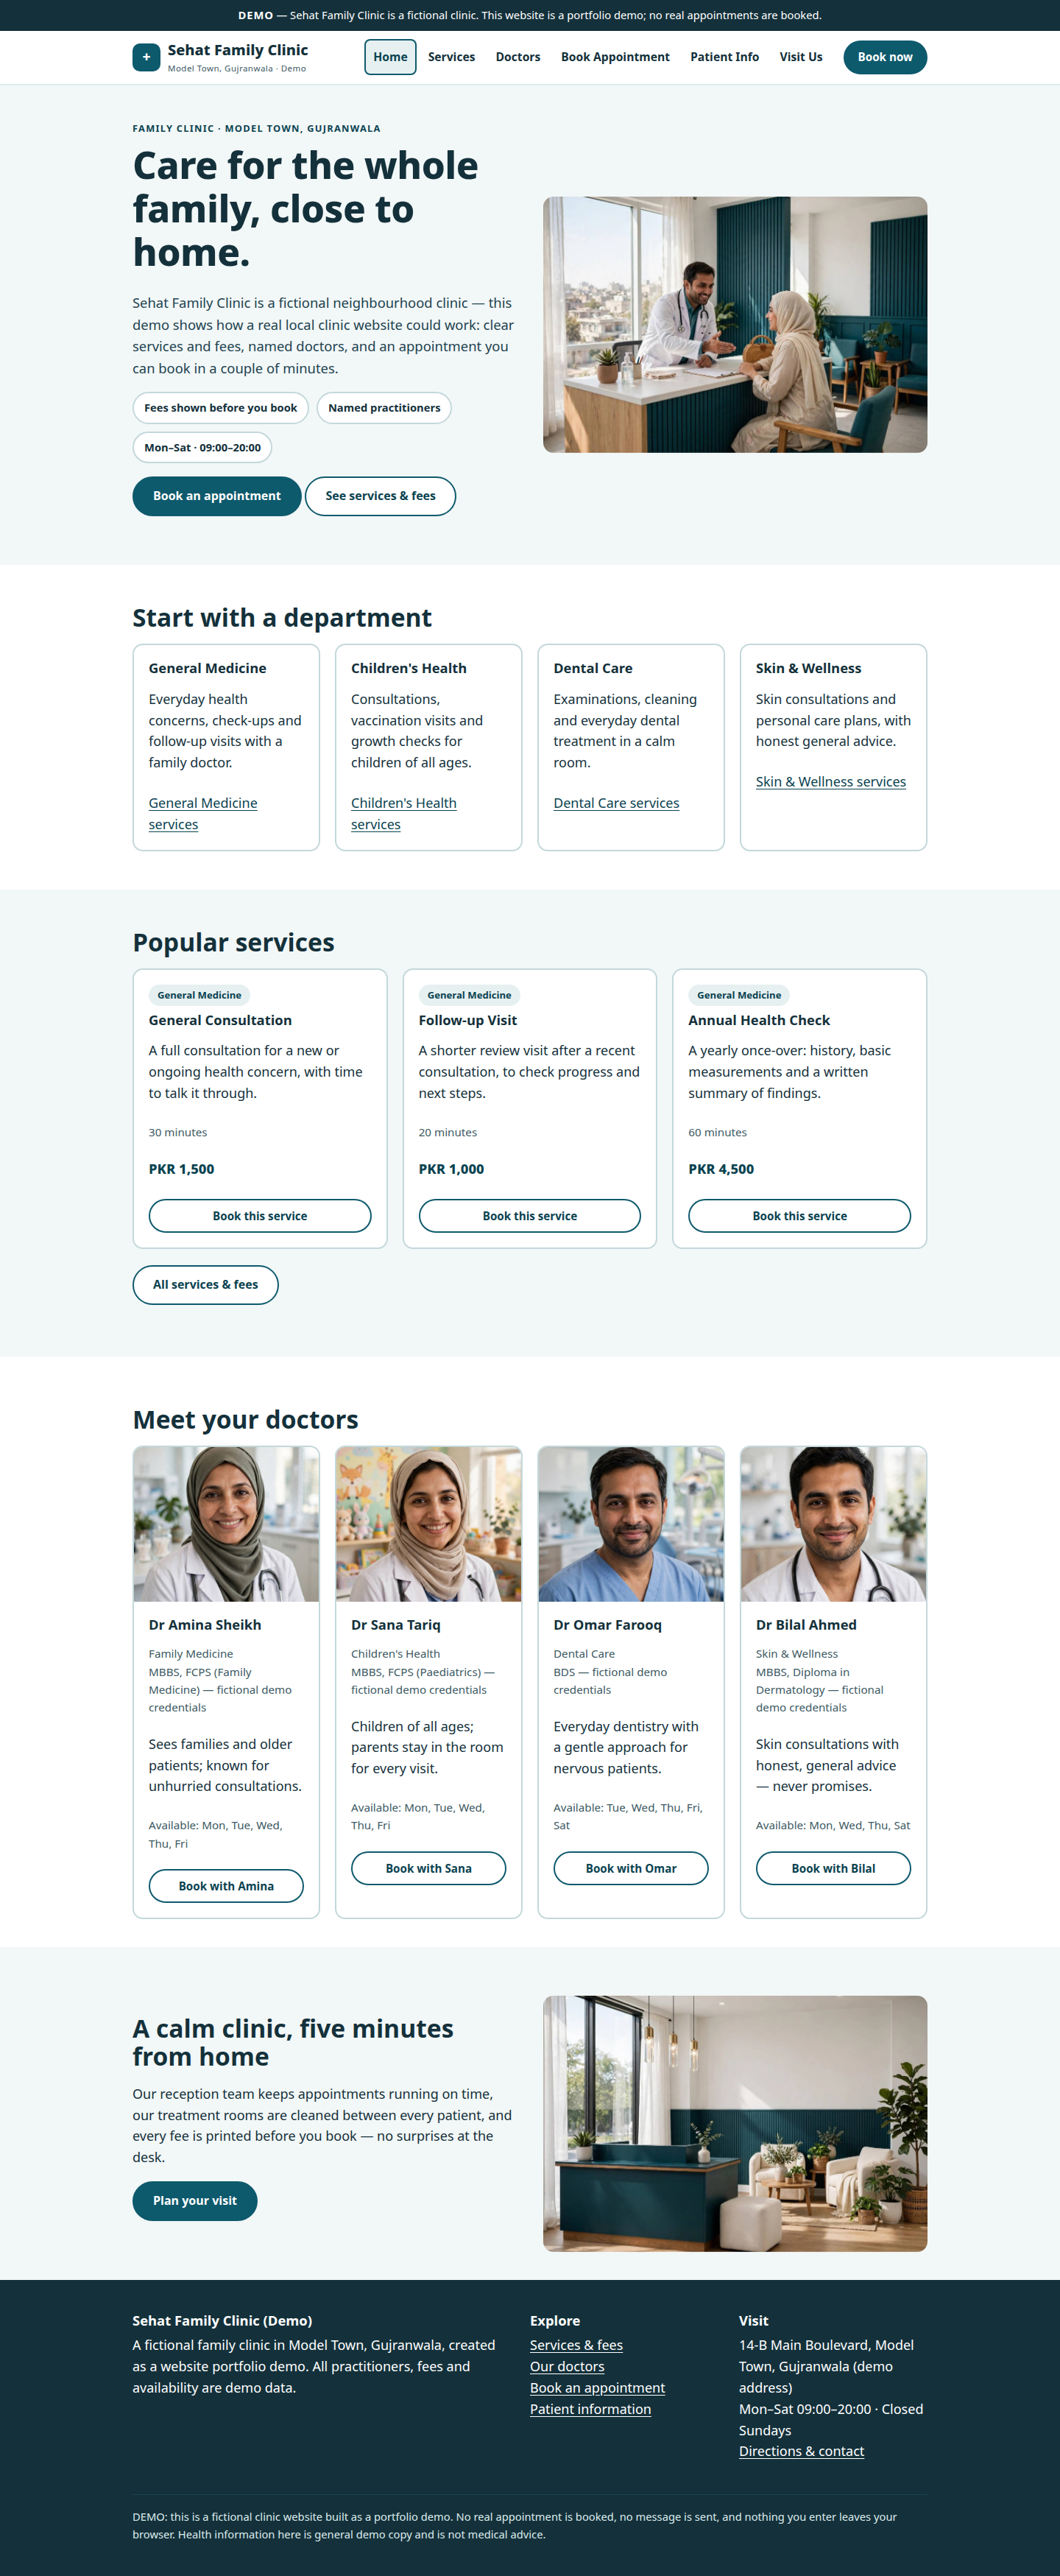 DEMO — Sehat Family Clinic is a fictional clinic. This website is a portfolio demo; no real appointments are booked.
+
Sehat Family Clinic
Model Town, Gujranwala · Demo
Home Services Doctors Book Appointment Patient Info Visit Us Book now
FAMILY CLINIC · MODEL TOWN, GUJRANWALA
Care for the whole
family, close to
home.
Sehat Family Clinic is a fictional neighbourhood clinic — this
demo shows how a real local clinic website could work: clear
services and fees, named doctors, and an appointment you
can book in a couple of minutes.
Fees shown before you book Named practitioners
Mon–Sat · 09:00–20:00
Book an appointment See services & fees
Start with a department
General Medicine
Everyday health
concerns, check-ups and
follow-up visits with a
family doctor.
General Medicine
services
Children's Health
Consultations,
vaccination visits and
growth checks for
children of all ages.
Children's Health
services
Dental Care
Examinations, cleaning
and everyday dental
treatment in a calm
room.
Dental Care services
Skin & Wellness
Skin consultations and
personal care plans, with
honest general advice.
Skin & Wellness services
Popular services
General Medicine
General Consultation
A full consultation for a new or
ongoing health concern, with time
to talk it through.
30 minutes
PKR 1,500
Book this service
General Medicine
Follow-up Visit
A shorter review visit after a recent
consultation, to check progress and
next steps.
20 minutes
PKR 1,000
Book this service
General Medicine
Annual Health Check
A yearly once-over: history, basic
measurements and a written
summary of findings.
60 minutes
PKR 4,500
Book this service
All services & fees
Meet your doctors
Dr Amina Sheikh
Family Medicine
MBBS, FCPS (Family
Medicine) — fictional demo
credentials
Sees families and older
patients; known for
unhurried consultations.
Available: Mon, Tue, Wed,
Thu, Fri
Book with Amina
Dr Sana Tariq
Children's Health
MBBS, FCPS (Paediatrics) —
fictional demo credentials
Children of all ages;
parents stay in the room
for every visit.
Available: Mon, Tue, Wed,
Thu, Fri
Book with Sana
Dr Omar Farooq
Dental Care
BDS — fictional demo
credentials
Everyday dentistry with
a gentle approach for
nervous patients.
Available: Tue, Wed, Thu, Fri,
Sat
Book with Omar
Dr Bilal Ahmed
Skin & Wellness
MBBS, Diploma in
Dermatology — fictional
demo credentials
Skin consultations with
honest, general advice
— never promises.
Available: Mon, Wed, Thu, Sat
Book with Bilal
A calm clinic, five minutes
from home
Our reception team keeps appointments running on time,
our treatment rooms are cleaned between every patient, and
every fee is printed before you book — no surprises at the
desk.
Plan your visit
Sehat Family Clinic (Demo)
A fictional family clinic in Model Town, Gujranwala, created
as a website portfolio demo. All practitioners, fees and
availability are demo data.
Explore
Services & fees
Our doctors
Book an appointment
Patient information
Visit
14-B Main Boulevard, Model
Town, Gujranwala (demo
address)
Mon–Sat 09:00–20:00 · Closed
Sundays
Directions & contact
DEMO: this is a fictional clinic website built as a portfolio demo. No real appointment is booked, no message is sent, and nothing you enter leaves your
browser. Health information here is general demo copy and is not medical advice.